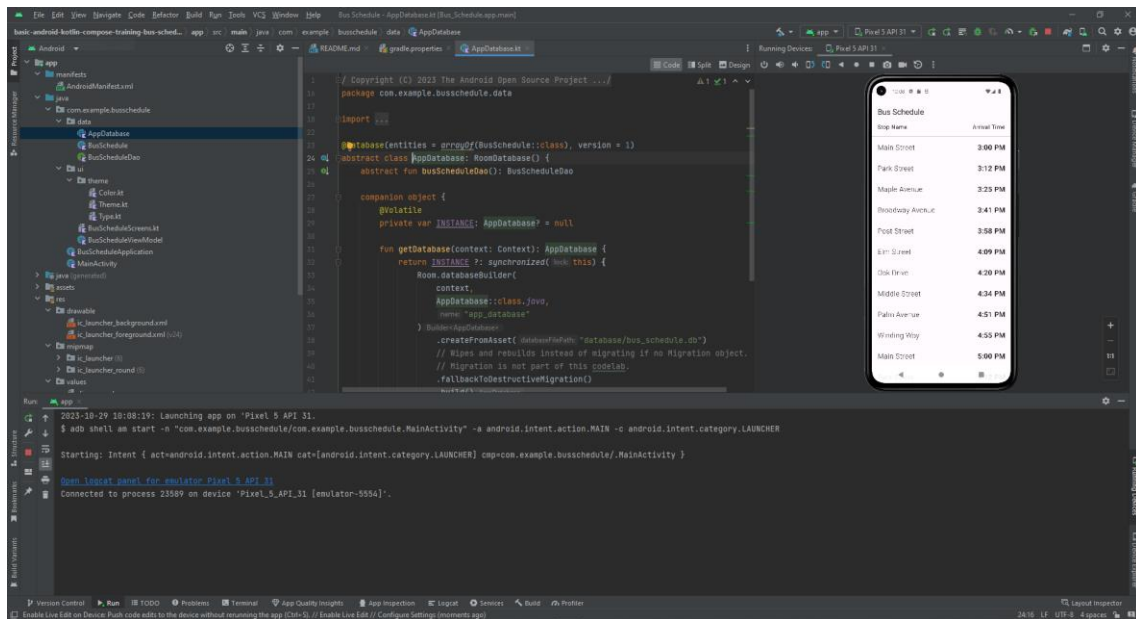 File Edit View Navigate Code Refactor Build Run Tools VCS Window Help Bus Schedule - AppDatabase.kt [Bus_Schedule.app.main]
basic-android-kotlin-compose-training-bus-sched... app src main java com example busschedule data AppDatabase
app Pixel 5 API 31
Android
README.md gradle.properties AppDatabase.kt
Running Devices: Pixel 5 API 31
Code Split Design
Project
Resource Manager
app
manifests
AndroidManifest.xml
java
com.example.busschedule
data
AppDatabase
BusSchedule
BusScheduleDao
ui
theme
Color.kt
Theme.kt
Type.kt
BusScheduleScreens.kt
BusScheduleViewModel
BusScheduleApplication
MainActivity
java (generated)
assets
res
drawable
ic_launcher_background.xml
ic_launcher_foreground.xml (v24)
mipmap
ic_launcher (6)
ic_launcher_round (6)
values
/ Copyright (C) 2023 The Android Open Source Project .../
package com.example.busschedule.data
import ...
@Database(entities = arrayOf(BusSchedule::class), version = 1)
24 abstract class AppDatabase: RoomDatabase() {
abstract fun busScheduleDao(): BusScheduleDao
companion object {
@Volatile
private var INSTANCE: AppDatabase? = null
fun getDatabase(context: Context): AppDatabase {
return INSTANCE ?: synchronized( lock: this) {
Room.databaseBuilder(
context,
AppDatabase::class.java,
name: "app_database"
) Builder<AppDatabase>
.createFromAsset( databaseFilePath: "database/bus_schedule.db")
// Wipes and rebuilds instead of migrating if no Migration object.
// Migration is not part of this codelab.
.fallbackToDestructiveMigration()
Bus Schedule
Stop Name Arrival Time
Main Street 3:00 PM
Park Street 3:12 PM
Maple Avenue 3:25 PM
Broadway Avenue 3:41 PM
Post Street 3:58 PM
Elm Street 4:09 PM
Oak Drive 4:20 PM
Middle Street 4:34 PM
Palm Avenue 4:51 PM
Winding Way 4:55 PM
Main Street 5:00 PM
1:1
Run: app
2023-10-29 10:08:19: Launching app on 'Pixel 5 API 31.
$ adb shell am start -n "com.example.busschedule/com.example.busschedule.MainActivity" -a android.intent.action.MAIN -c android.intent.category.LAUNCHER
Starting: Intent { act=android.intent.action.MAIN cat=[android.intent.category.LAUNCHER] cmp=com.example.busschedule/.MainActivity }
Open logcat panel for emulator Pixel 5 API 31
Connected to process 23589 on device 'Pixel_5_API_31 [emulator-5554]'.
Structure
Bookmarks
Build Variants
Version Control Run TODO Problems Terminal App Quality Insights App Inspection Logcat Services Build Profiler Layout Inspector
Enable Live Edit on Device: Push code edits to the device without rerunning the app (Ctrl+S). // Enable Live Edit // Configure Settings (moments ago) 24:16 LF UTF-8 4 spaces